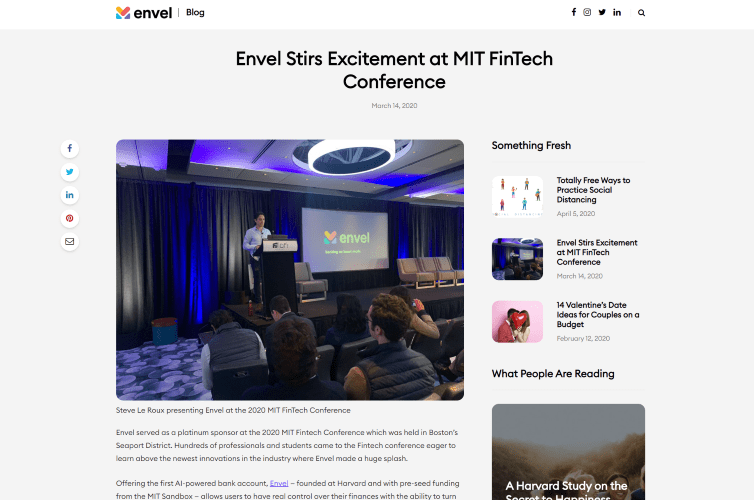 envel
Blog
Envel Stirs Excitement at MIT FinTech
Conference
March 14, 2020
envel
Steve Le Roux presenting Envel at the 2020 MIT FinTech Conference
Envel served as a platinum sponsor at the 2020 MIT Fintech Conference which was held in Boston's
Seaport District. Hundreds of professionals and students came to the Fintech conference eager to
learn above the newest innovations in the industry where Envel made a huge splash.
Offering the first AI-powered bank account, Envel – founded at Harvard and with pre-seed funding
from the MIT Sandbox – allows users to have real control over their finances with the ability to turn
Something Fresh
Totally Free Ways to
Practice Social
Distancing
April 5, 2020
Envel Stirs Excitement
at MIT FinTech
Conference
March 14, 2020
14 Valentine's Date
Ideas for Couples on a
Budget
February 12, 2020
What People Are Reading
A Harvard Study on the
Secret to Happiness